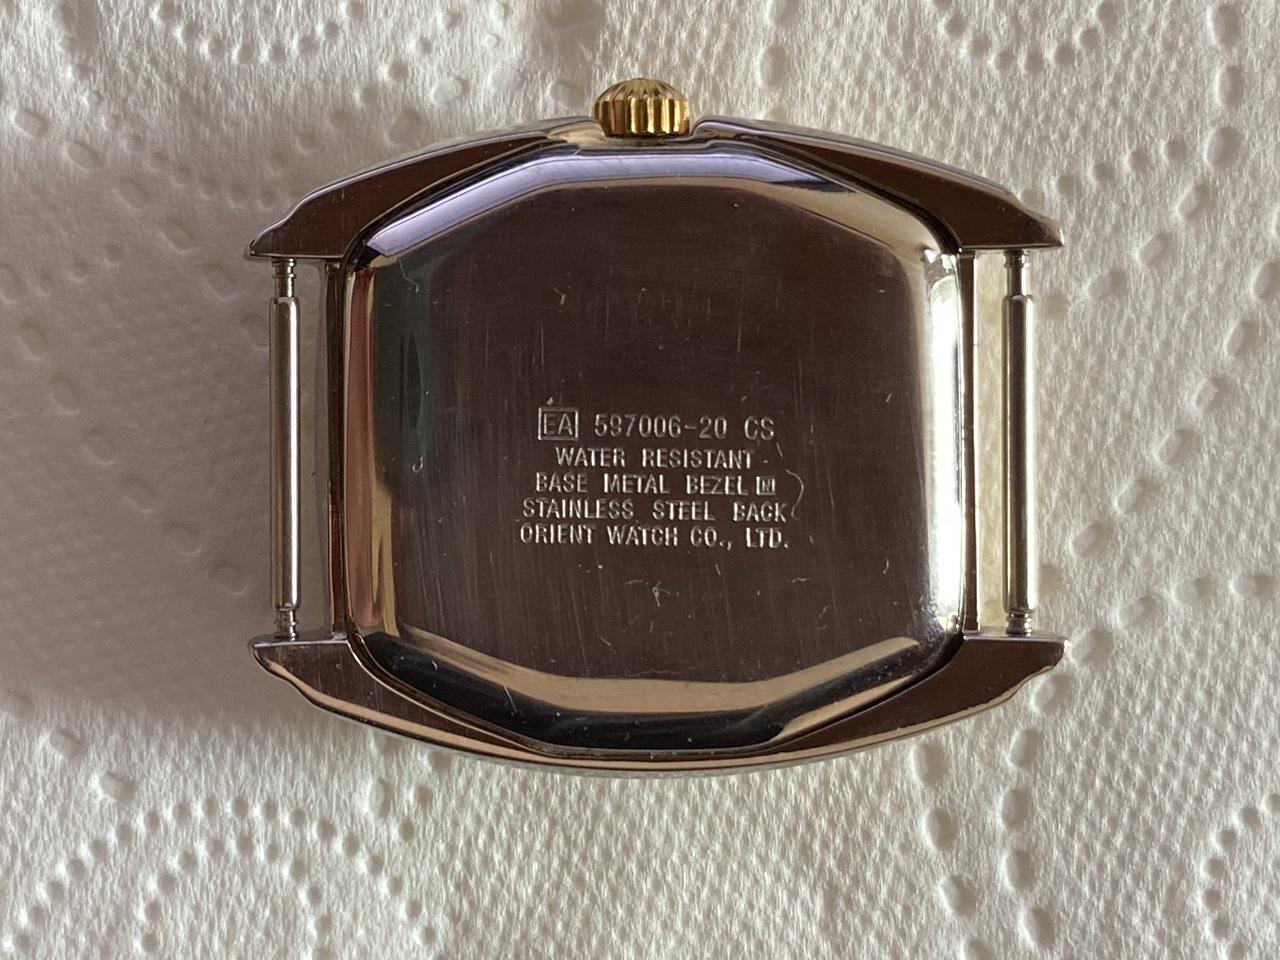 EA 597006-20 CS
WATER RESISTANT
BASE METAL BEZEL N
STAINLESS STEEL BACK
ORIENT WATCH CO., LTD.